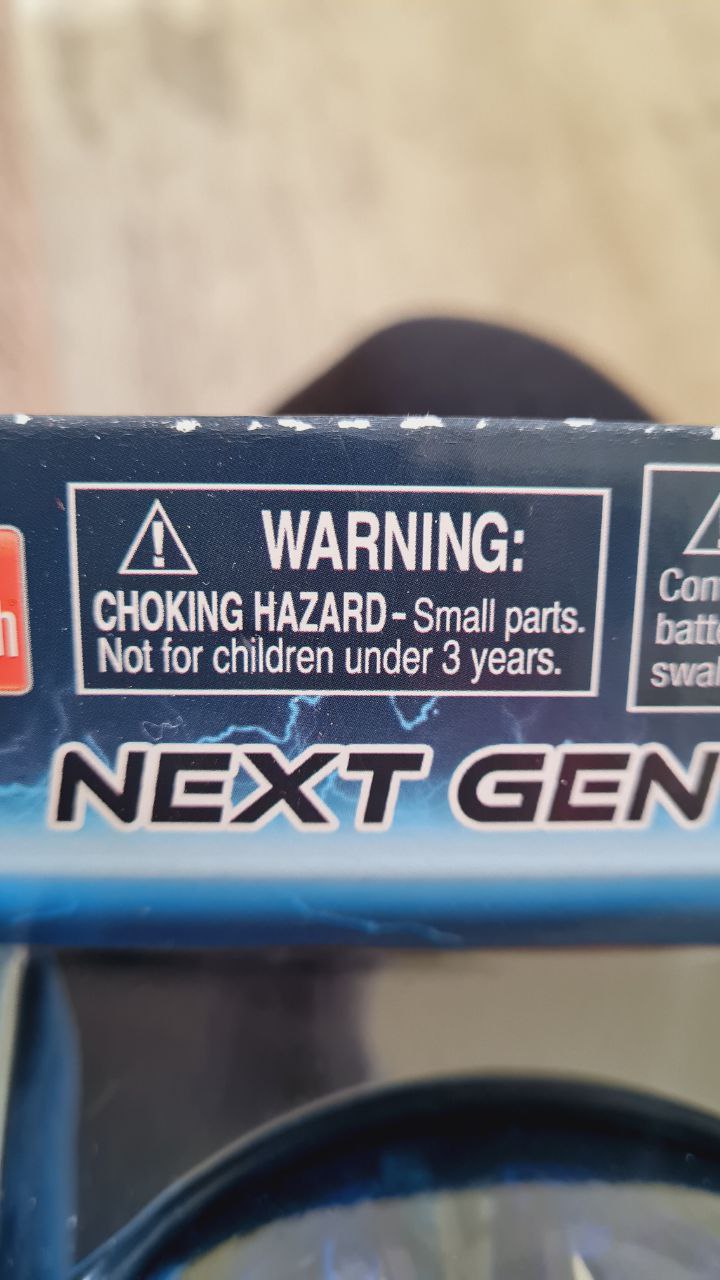 WARNING:
CHOKING HAZARD - Small parts.
Not for children under 3 years.
NEXT GEN